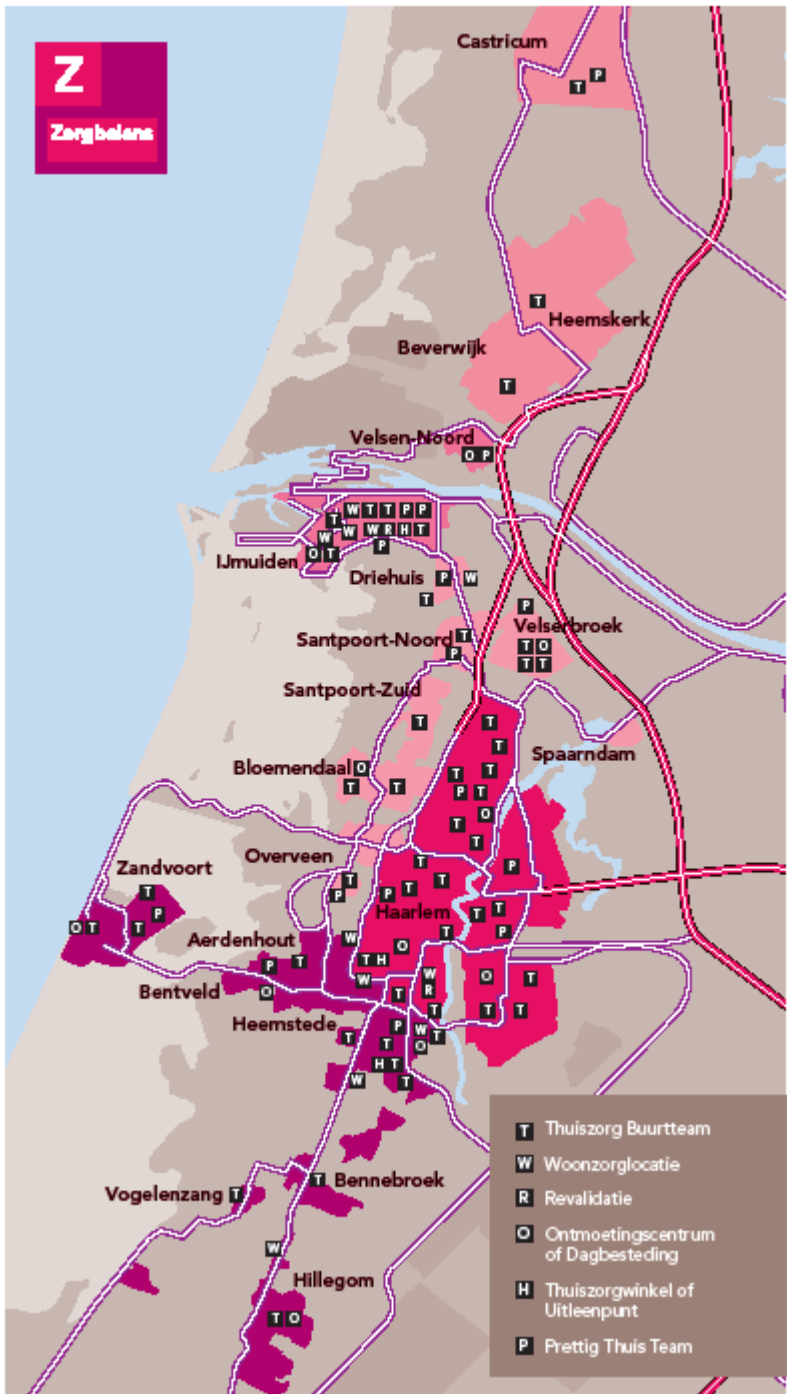 Z
Zorgbalans
Castricum
P
T
T
Heemskerk
Beverwijk
T
Velsen-Noord
O P
W T T P P
T
W W R H T
W
P
O T
IJmuiden
Driehuis
P W
T
P
Velserbroek
T O
T T
Santpoort-Noord
T
P
Santpoort-Zuid
T
T
T
Spaarndam
T
T
P T
O
T
T
Bloemendaal
O
T
T
Overveen
T
P
T
T
T
P
P
Haarlem
T
T
P
T
O
T H
W
W
Zandvoort
T
P
O T
T
Aerdenhout
P
T
Bentveld
O
W
R
T
T
O
T
T
T
Heemstede
T
P
T
W
O
T
H T
T
W
Vogelenzang
T
T
Bennebroek
W
Hillegom
T O
T Thuiszorg Buurtteam
W Woonzorglocatie
R Revalidatie
O Ontmoetingscentrum
of Dagbesteding
H Thuiszorgwinkel of
Uitleenpunt
P Prettig Thuis Team